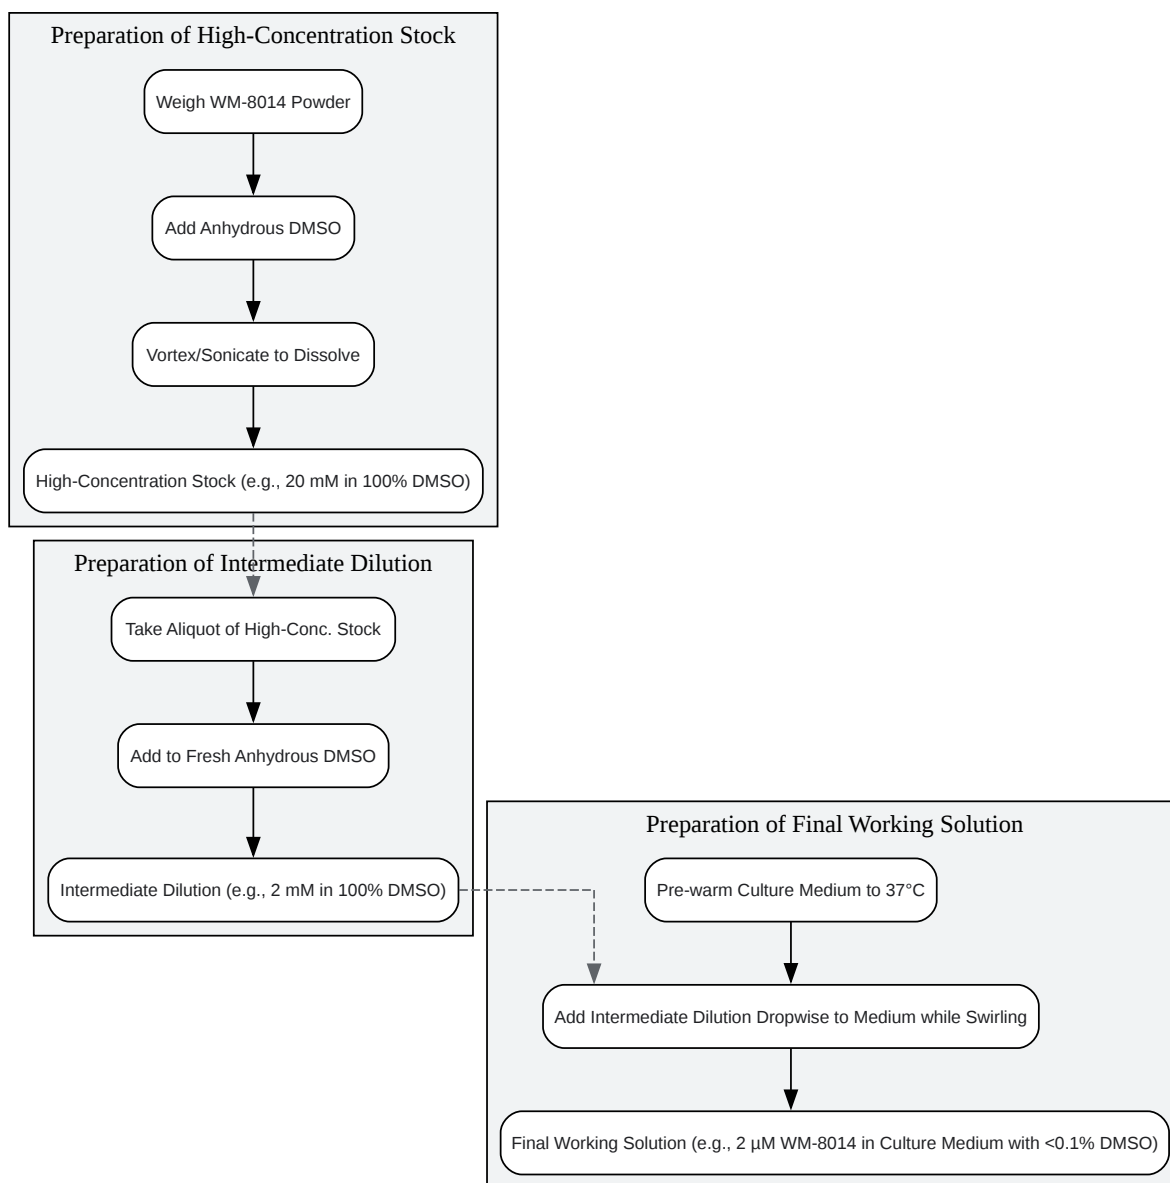 Preparation of High-Concentration Stock
Weigh WM-8014 Powder
Add Anhydrous DMSO
Vortex/Sonicate to Dissolve
High-Concentration Stock (e.g., 20 mM in 100% DMSO)
Preparation of Intermediate Dilution
Take Aliquot of High-Conc. Stock
Add to Fresh Anhydrous DMSO
Intermediate Dilution (e.g., 2 mM in 100% DMSO)
Preparation of Final Working Solution
Pre-warm Culture Medium to 37°C
Add Intermediate Dilution Dropwise to Medium while Swirling
Final Working Solution (e.g., 2 µM WM-8014 in Culture Medium with <0.1% DMSO)